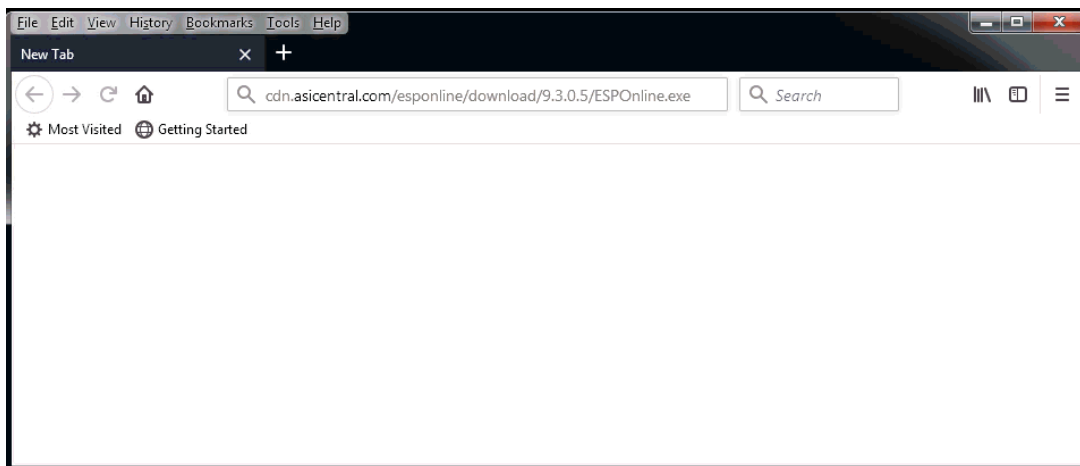 File Edit View History Bookmarks Tools Help
New Tab
cdn.asicentral.com/esponline/download/9.3.0.5/ESPOnline.exe Search
Most Visited Getting Started